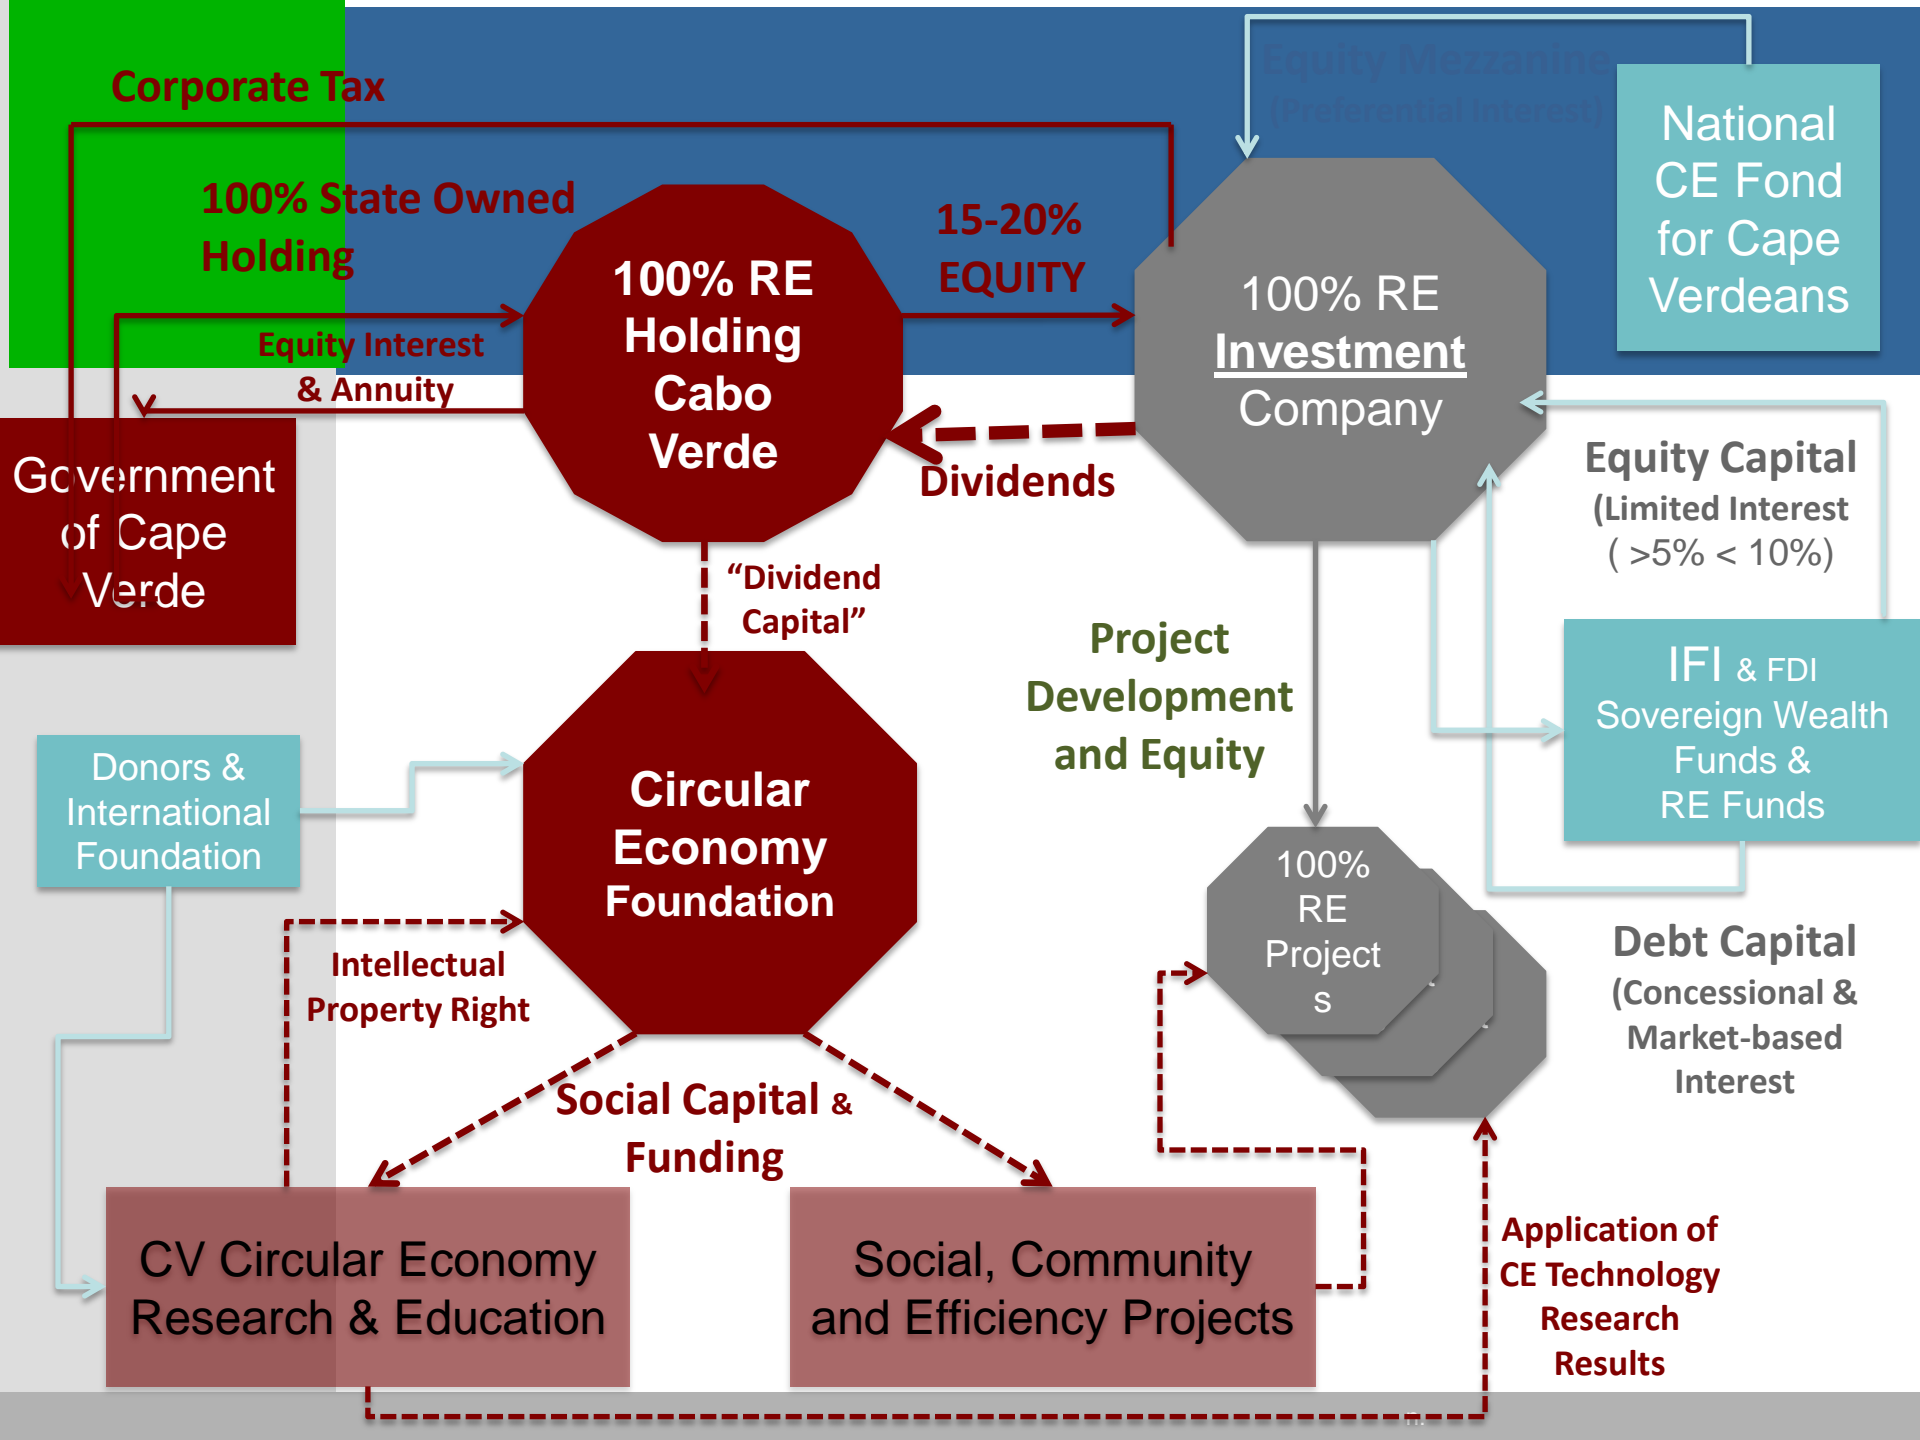 Equity Mezzanine
(Preferential Interest)
Corporate Tax
National
CE Fond
for Cape
Verdeans
100% State Owned
Holding
15-20%
EQUITY
100% RE
Holding
Cabo
Verde
100% RE
Investment
Company
Equity Interest
& Annuity
Dividends
Equity Capital
(Limited Interest
( >5% < 10%)
Government
of Cape
Verde
“Dividend
Capital”
Project
Development
and Equity
IFI & FDI
Sovereign Wealth
Funds &
RE Funds
Donors &
International
Foundation
Circular
Economy
Foundation
100%
RE
Project
s
Intellectual
Property Right
Debt Capital
(Concessional &
Market-based
Interest
Social Capital &
Funding
CV Circular Economy
Research & Education
Social, Community
and Efficiency Projects
Application of
CE Technology
Research
Results